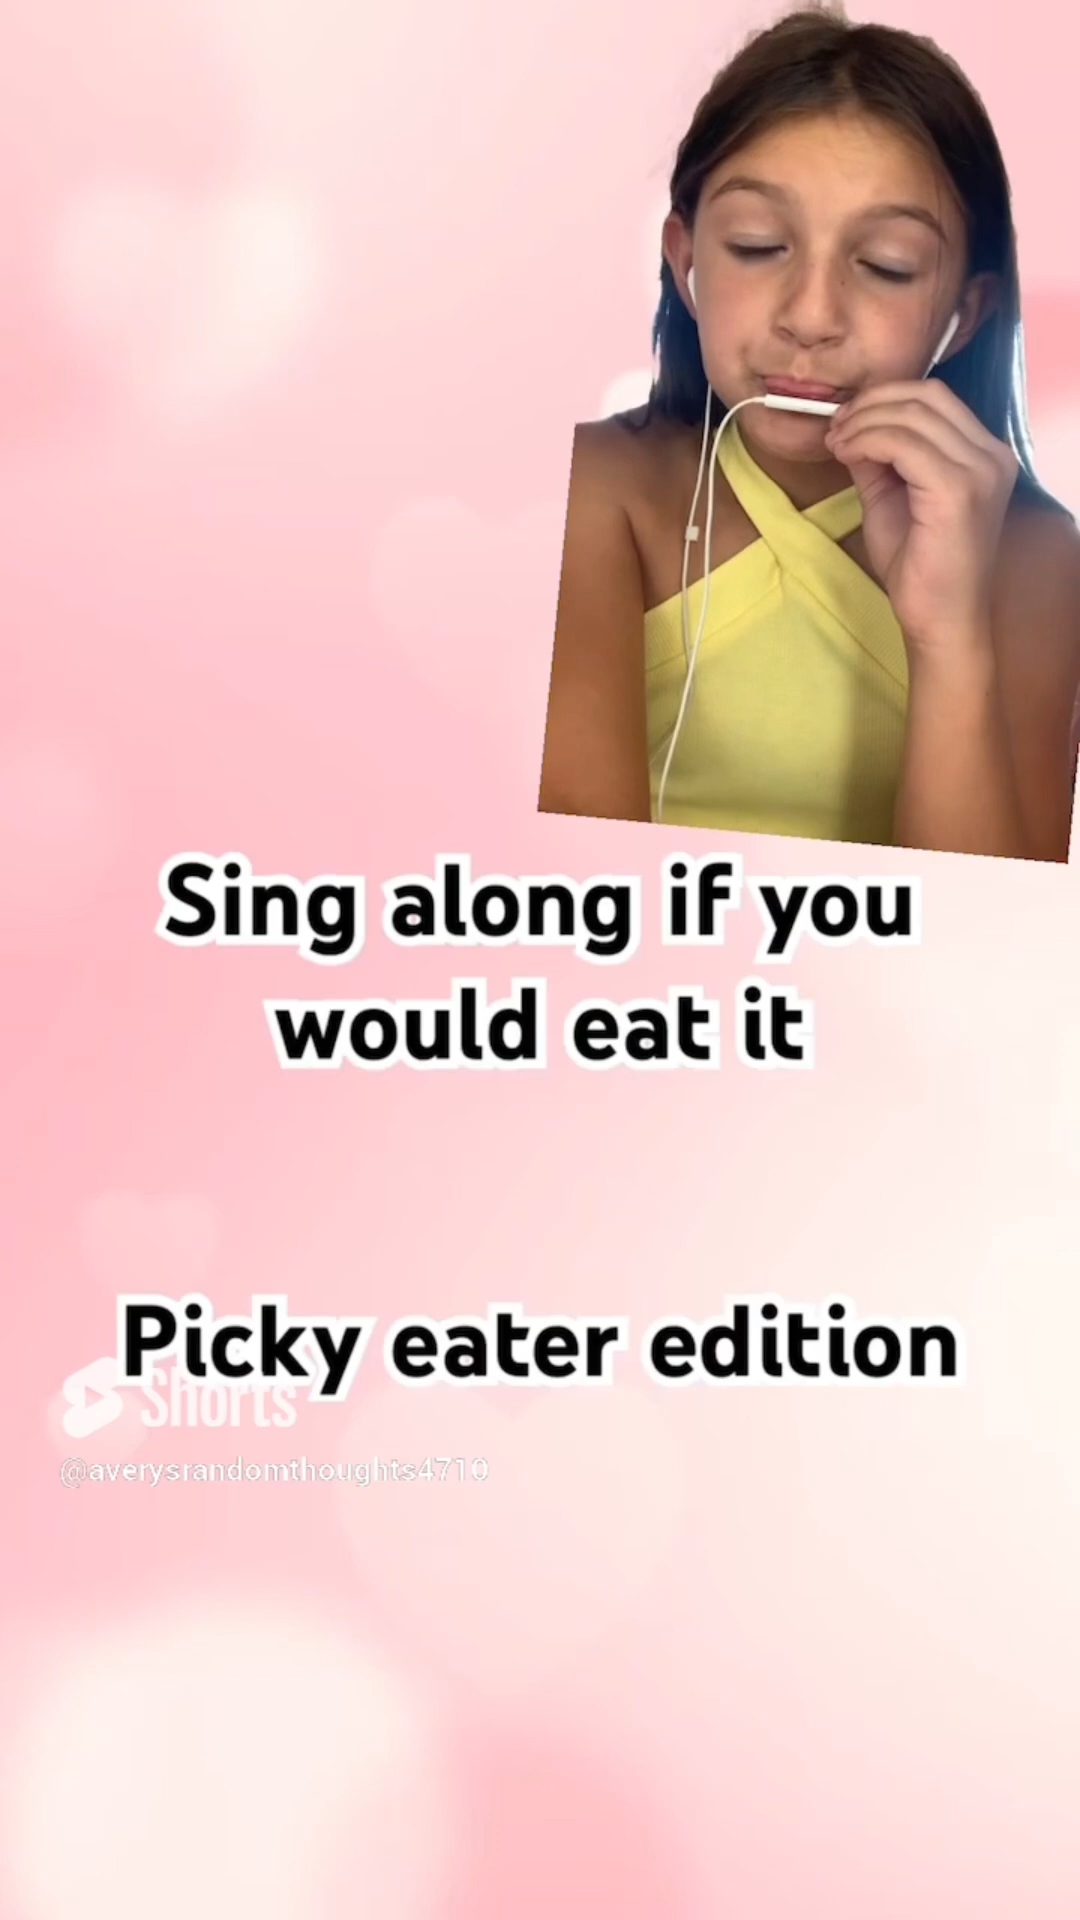 Sing along if you
would eat it
Picky eater edition
Shorts
@averysrandomthoughts4710